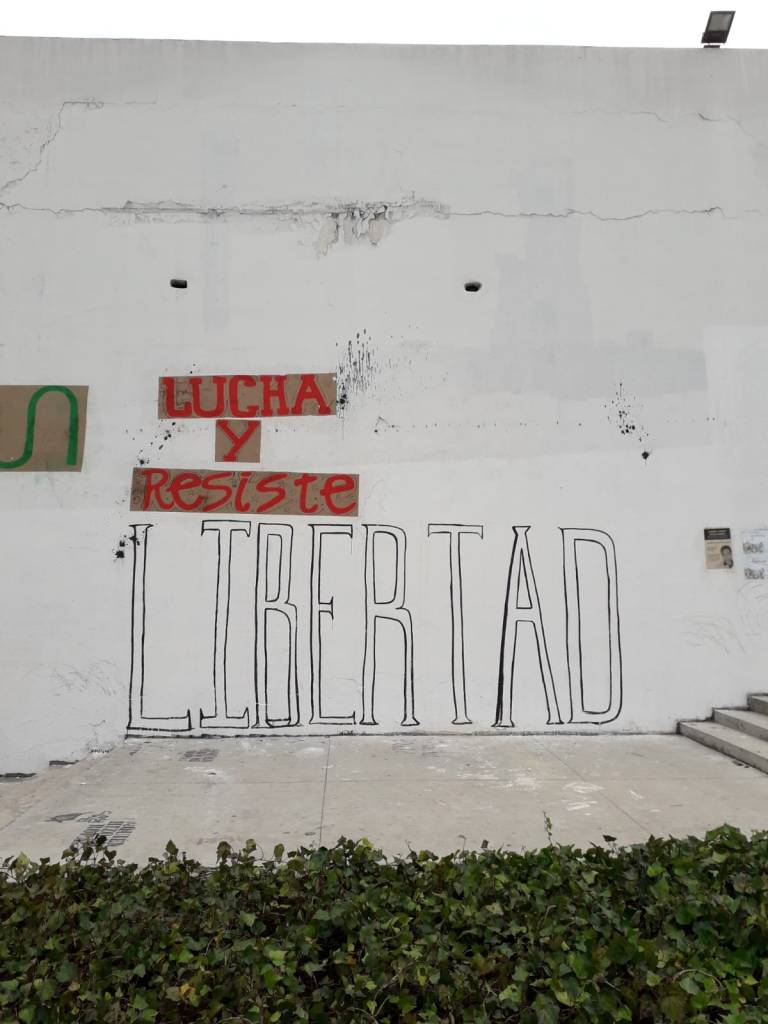 LUCHA
Y
Resiste
LIBERTAD